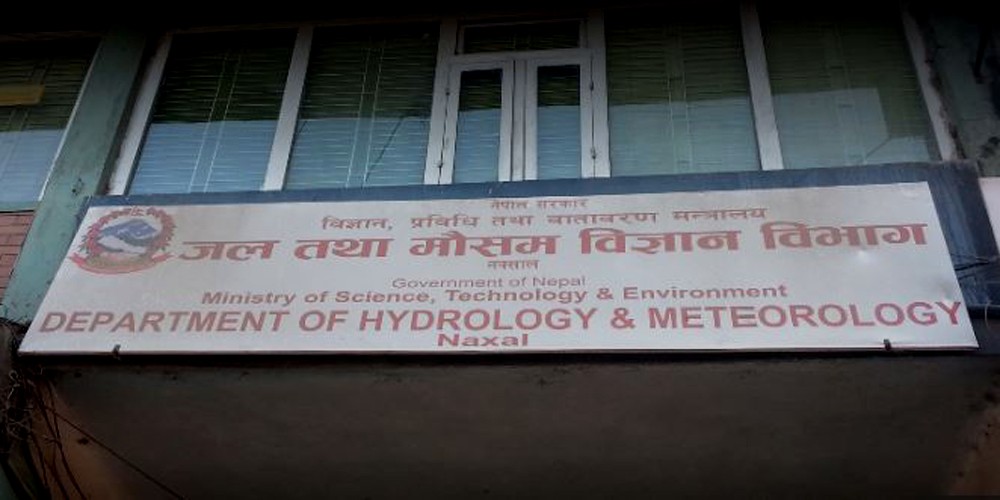 नेपाल सरकार
विज्ञान, प्रविधि तथा वातावरण मन्त्रालय
जल तथा मौसम विज्ञान विभाग
नक्साल
Government of Nepal
Ministry of Science, Technology & Environment
DEPARTMENT OF HYDROLOGY & METEOROLOGY
Naxal